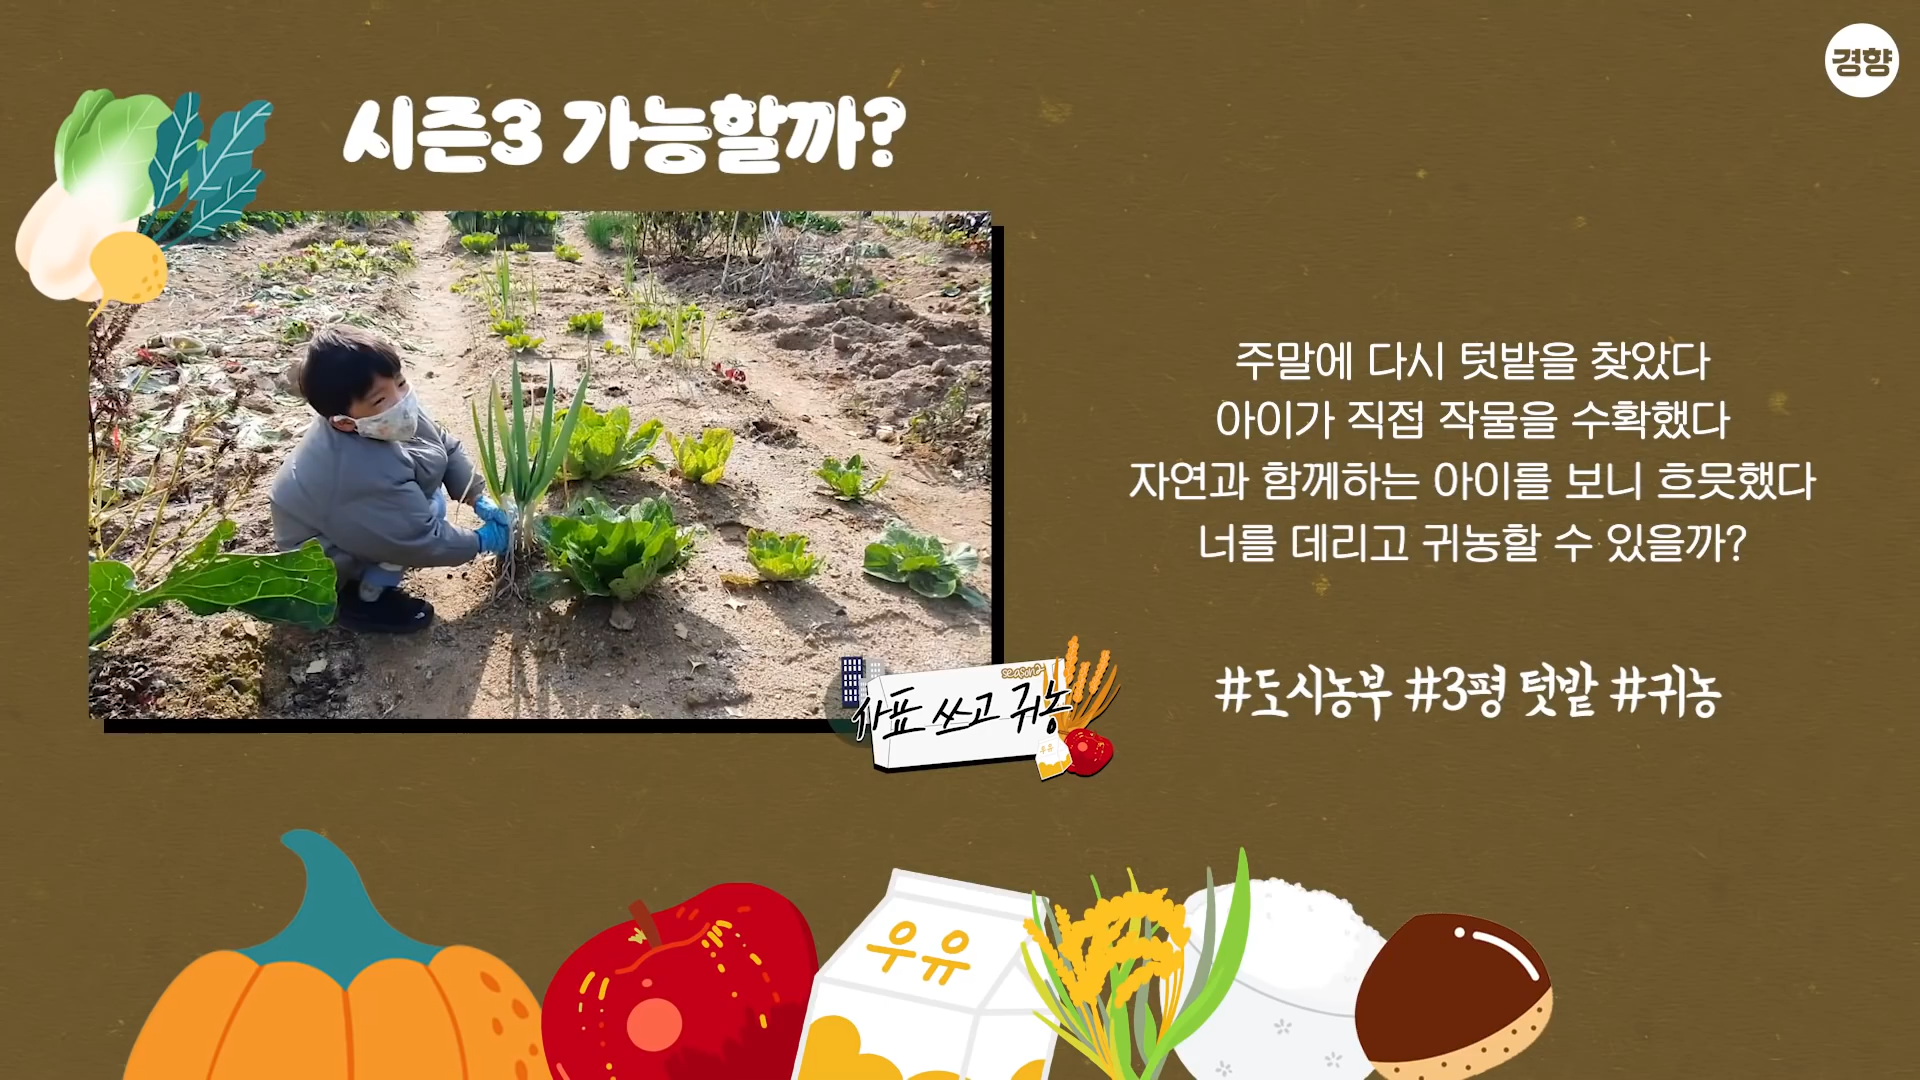 경향
시즌3 가능할까?
주말에 다시 텃밭을 찾았다
아이가 직접 작물을 수확했다
자연과 함께하는 아이를 보니 흐뭇했다
너를 데리고 귀농할 수 있을까?
#도시농부 #3평 텃밭 #귀농
season2
사표 쓰고 귀농
우유
우유